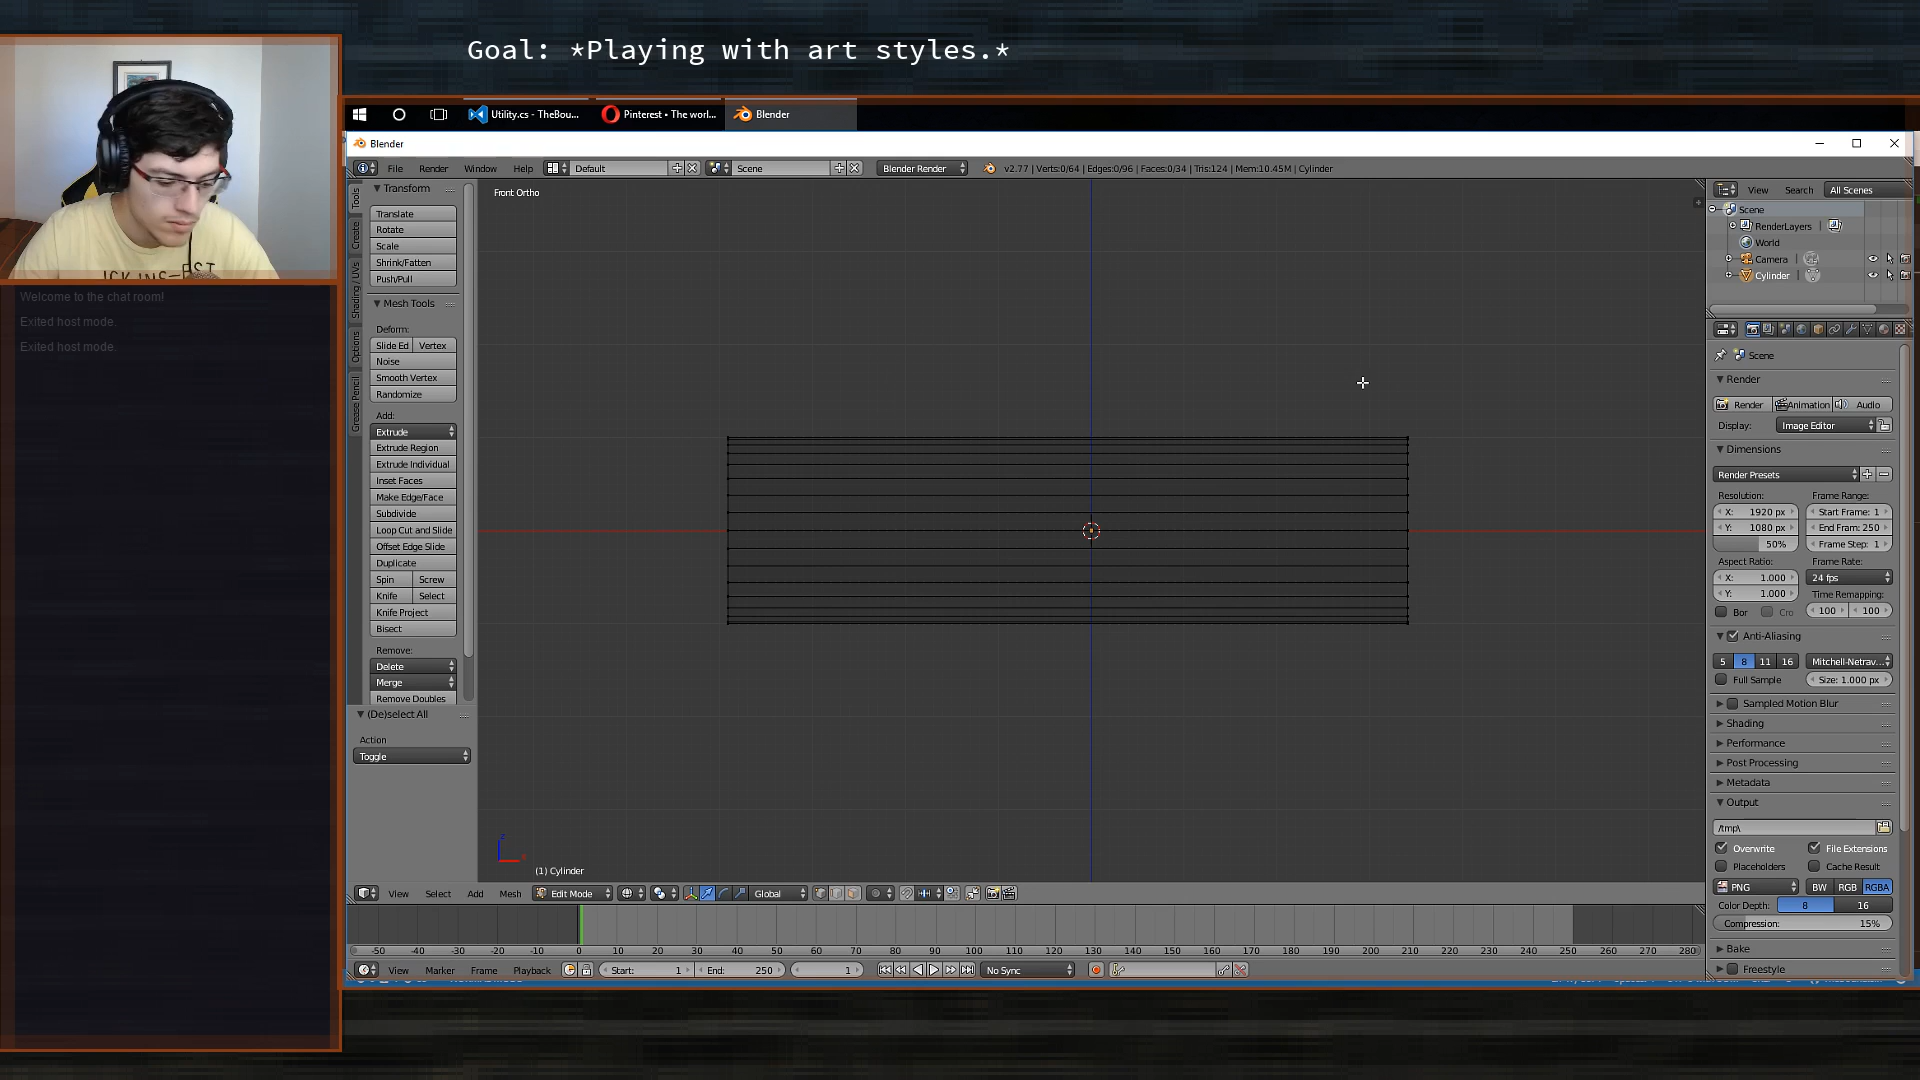 Goal: *Playing with art styles.*
Utility.cs - TheBou...
Pinterest • The worl...
Blender
Blender
Welcome to the chat room!
Exited host mode.
Exited host mode.
File Render Window Help
Default
Scene
Blender Render
v2.77 | Verts:0/64 | Edges:0/96 | Faces:0/34 | Tris:124 | Mem:10.45M | Cylinder
Tools
Create
Shading / UVs
Options
Grease Pencil
Transform
Translate
Rotate
Scale
Shrink/Fatten
Push/Pull
Mesh Tools
Deform:
Slide Ed Vertex
Noise
Smooth Vertex
Randomize
Add:
Extrude
Extrude Region
Extrude Individual
Inset Faces
Make Edge/Face
Subdivide
Loop Cut and Slide
Offset Edge Slide
Duplicate
Spin Screw
Knife Select
Knife Project
Bisect
Remove:
Delete
Merge
Remove Doubles
(De)select All
Action
Toggle
Front Ortho
(1) Cylinder
View Select Add Mesh
Edit Mode
Global
-50 -40 -30 -20 -10 0 10 20 30 40 50 60 70 80 90 100 110 120 130 140 150 160 170 180 190 200 210 220 230 240 250 260 270 280
View Marker Frame Playback
Start: 1
End: 250
1
No Sync
View Search All Scenes
Scene
RenderLayers
World
Camera
Cylinder
Scene
Render
Render Animation Audio
Display: Image Editor
Dimensions
Render Presets
Resolution: Frame Range:
X: 1920 px Start Frame: 1
Y: 1080 px End Fram: 250
50% Frame Step: 1
Aspect Ratio: Frame Rate:
X: 1.000 24 fps
Y: 1.000 Time Remapping:
Bor Cro 100 100
Anti-Aliasing
5 8 11 16 Mitchell-Netrav...
Full Sample Size: 1.000 px
Sampled Motion Blur
Shading
Performance
Post Processing
Metadata
Output
/tmp\
Overwrite File Extensions
Placeholders Cache Result
PNG BW RGB RGBA
Color Depth: 8 16
Compression: 15%
Bake
Freestyle